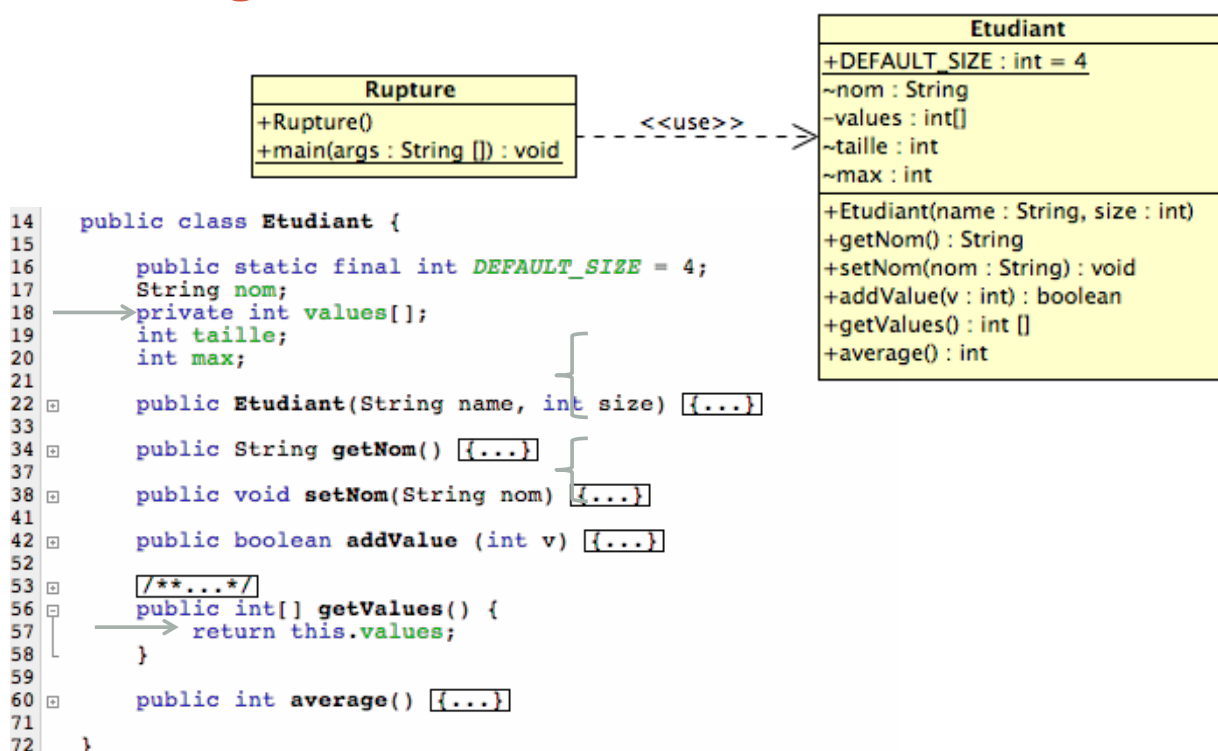 Rupture
+Rupture()
+main(args : String []) : void
<<use>>
Etudiant
+DEFAULT_SIZE : int = 4
~nom : String
-values : int[]
~taille : int
~max : int
+Etudiant(name : String, size : int)
+getNom() : String
+setNom(nom : String) : void
+addValue(v : int) : boolean
+getValues() : int []
+average() : int
14 public class Etudiant {
15
16 public static final int DEFAULT_SIZE = 4;
17 String nom;
18 private int values[];
19 int taille;
20 int max;
21
22 public Etudiant(String name, int size) {...}
33
34 public String getNom() {...}
37
38 public void setNom(String nom) {...}
41
42 public boolean addValue (int v) {...}
52
53 /**...*/
56 public int[] getValues() {
57 return this.values;
58 }
59
60 public int average() {...}
71
72 }